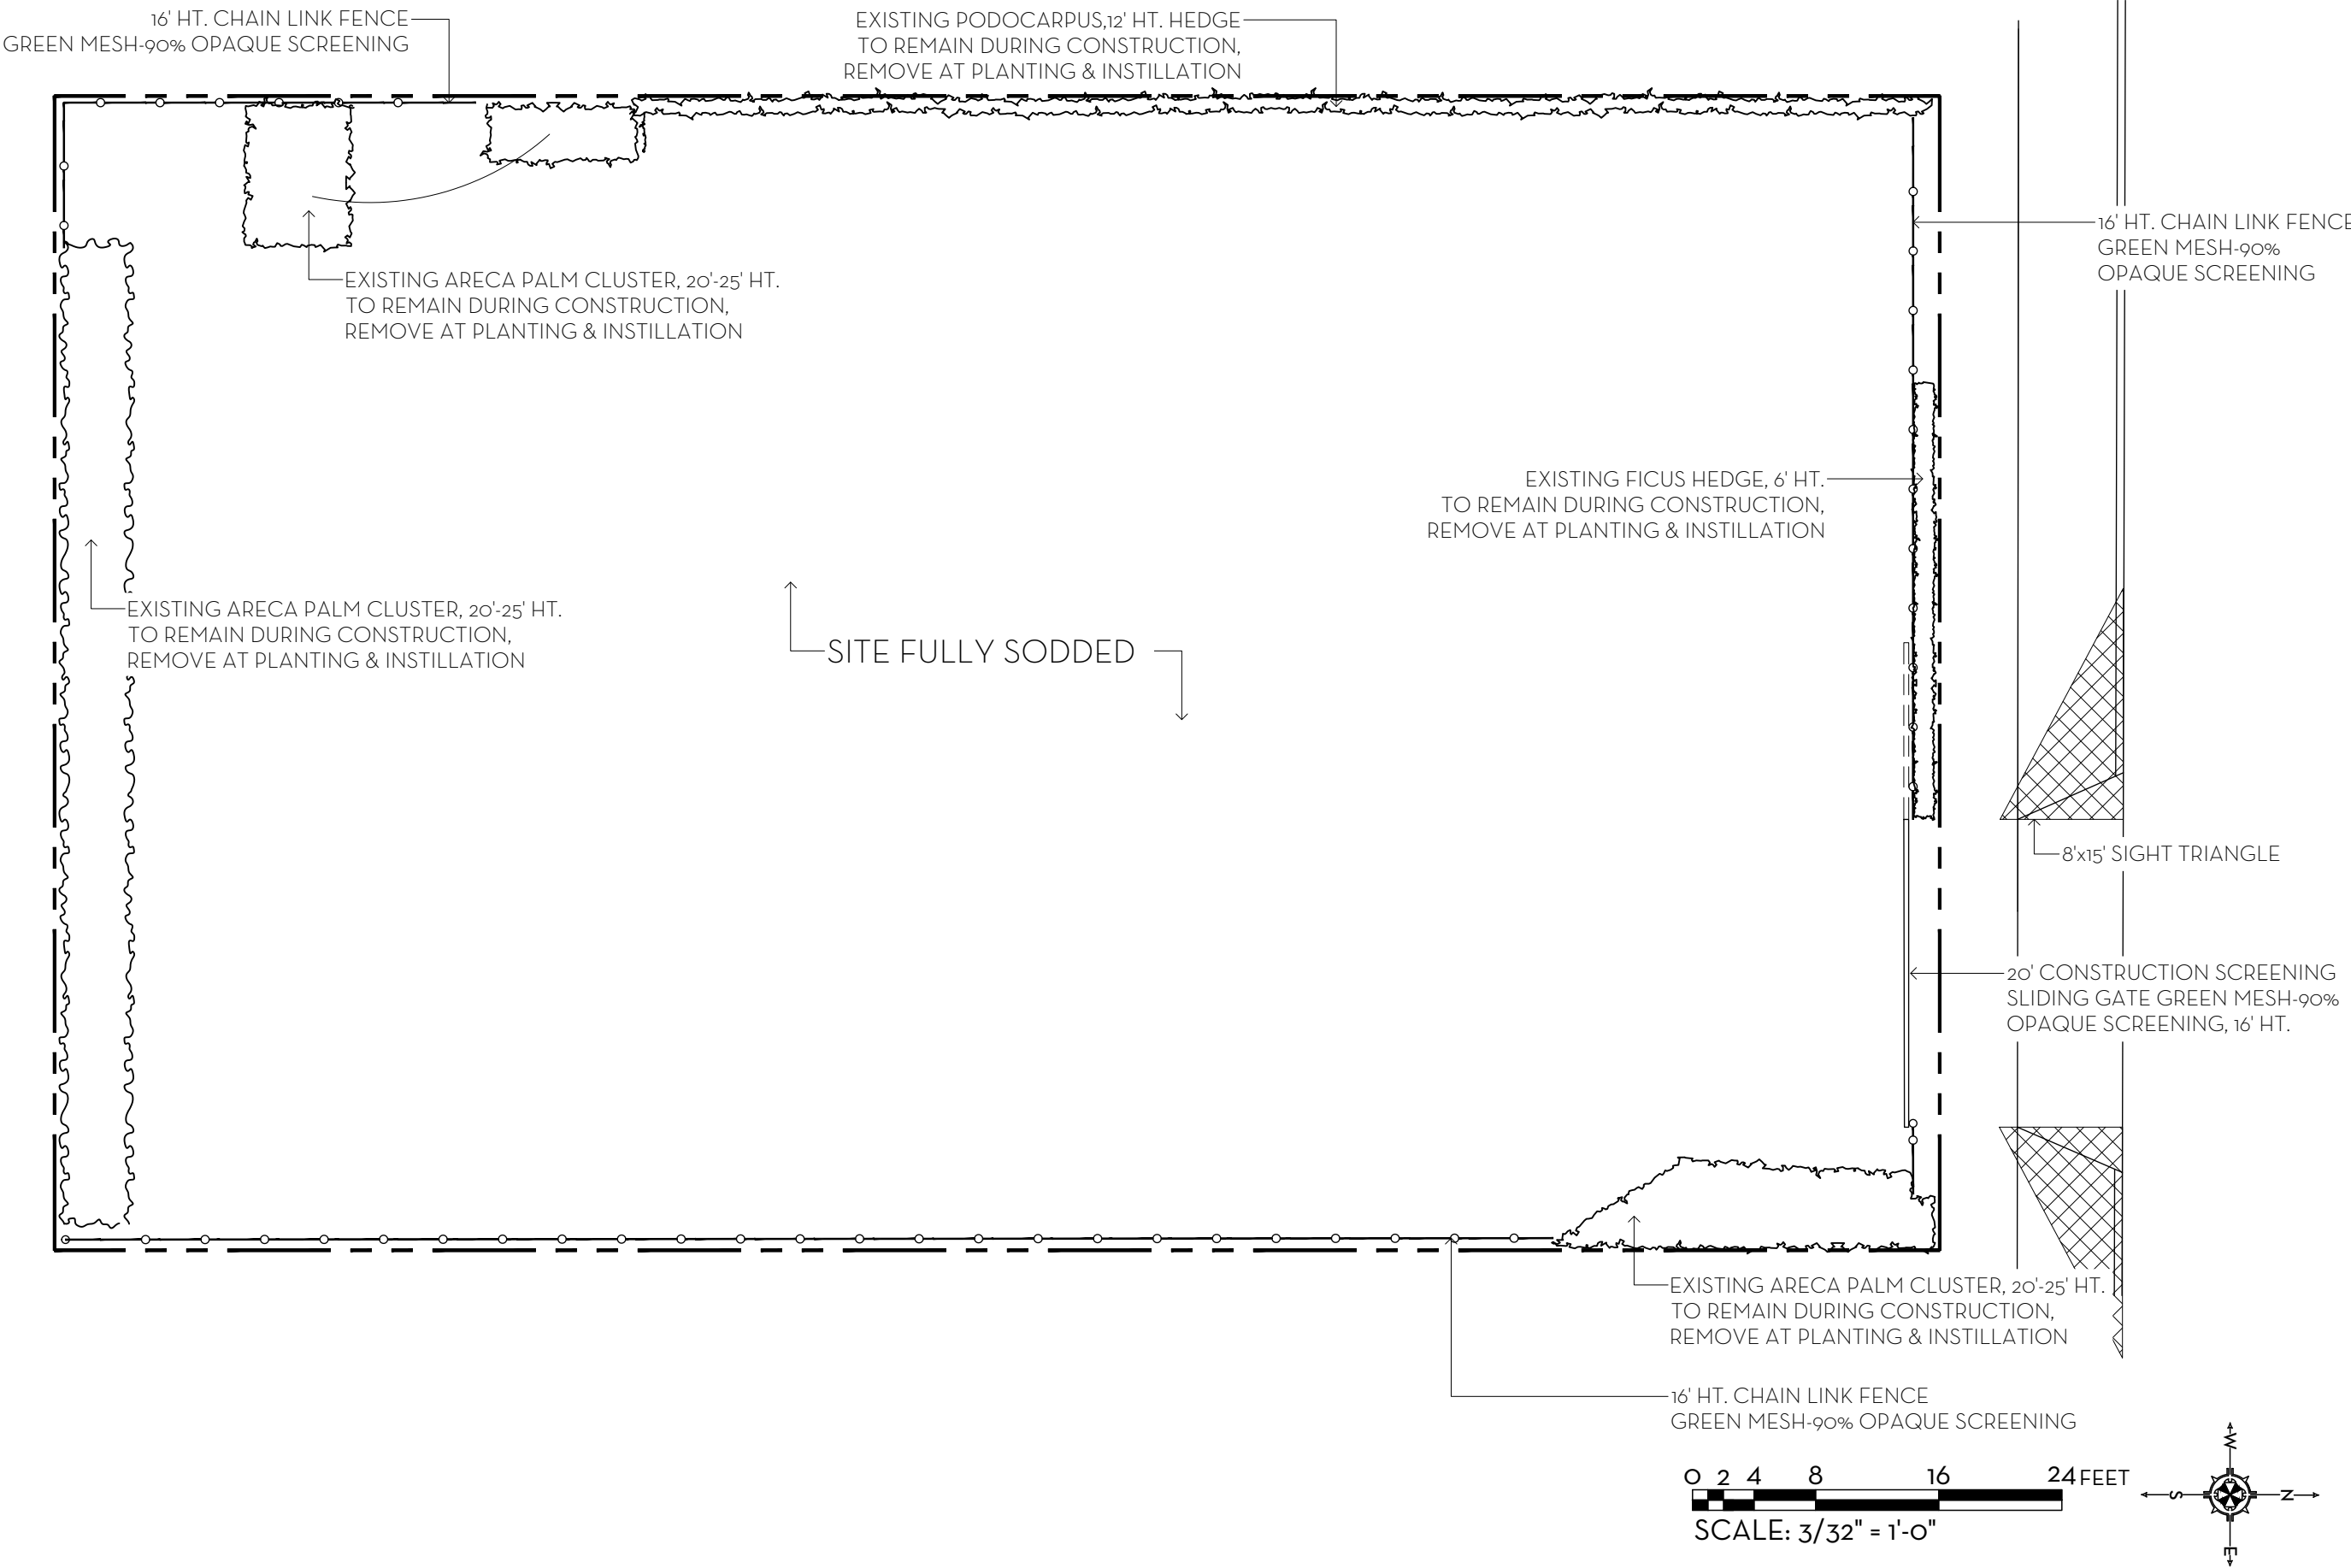 16' HT. CHAIN LINK FENCE
GREEN MESH-90% OPAQUE SCREENING
EXISTING PODOCARPUS,12' HT. HEDGE
TO REMAIN DURING CONSTRUCTION,
REMOVE AT PLANTING & INSTILLATION
16' HT. CHAIN LINK FENCE
GREEN MESH-90%
OPAQUE SCREENING
EXISTING ARECA PALM CLUSTER, 20'-25' HT.
TO REMAIN DURING CONSTRUCTION,
REMOVE AT PLANTING & INSTILLATION
EXISTING FICUS HEDGE, 6' HT.
TO REMAIN DURING CONSTRUCTION,
REMOVE AT PLANTING & INSTILLATION
EXISTING ARECA PALM CLUSTER, 20'-25' HT.
TO REMAIN DURING CONSTRUCTION,
REMOVE AT PLANTING & INSTILLATION
SITE FULLY SODDED
8'x15' SIGHT TRIANGLE
20' CONSTRUCTION SCREENING
SLIDING GATE GREEN MESH-90%
OPAQUE SCREENING, 16' HT.
EXISTING ARECA PALM CLUSTER, 20'-25' HT.
TO REMAIN DURING CONSTRUCTION,
REMOVE AT PLANTING & INSTILLATION
16' HT. CHAIN LINK FENCE
GREEN MESH-90% OPAQUE SCREENING
0 2 4 8 16 24 FEET
SCALE: 3/32" = 1'-0"
W
S N
E